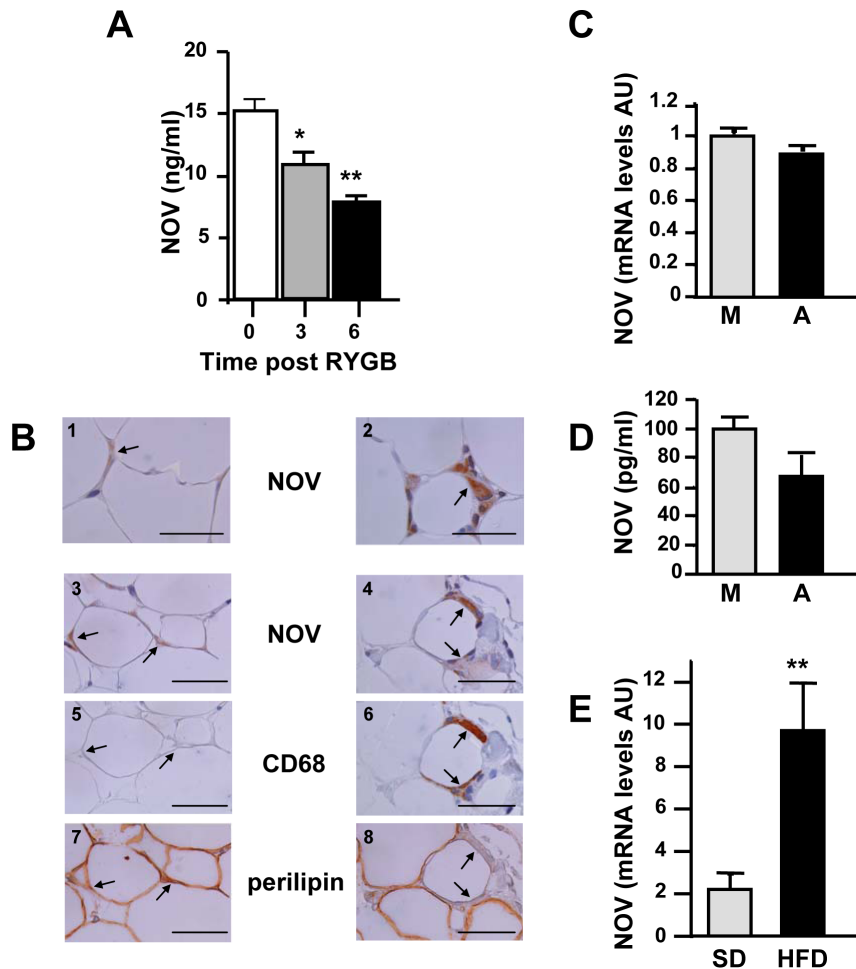 A
20
15
10
5
0
NOV (ng/ml)
*
**
0 3 6
Time post RYGB
B
1
NOV
2
3
NOV
4
5
CD68
6
7
perilipin
8
C
1.2
1
0.8
0.6
0.4
0.2
0
NOV (mRNA levels AU)
M A
D
120
100
80
60
40
20
0
NOV (pg/ml)
M A
E
12
10
8
6
4
2
0
NOV (mRNA levels AU)
**
SD HFD